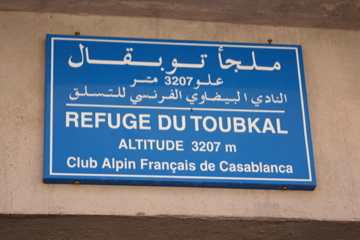 ملجأ توبقال
علو 3207 متر
النادي البيضاوي الفرنسي للتسلق
REFUGE DU TOUBKAL
ALTITUDE 3207 m
Club Alpin Français de Casablanca